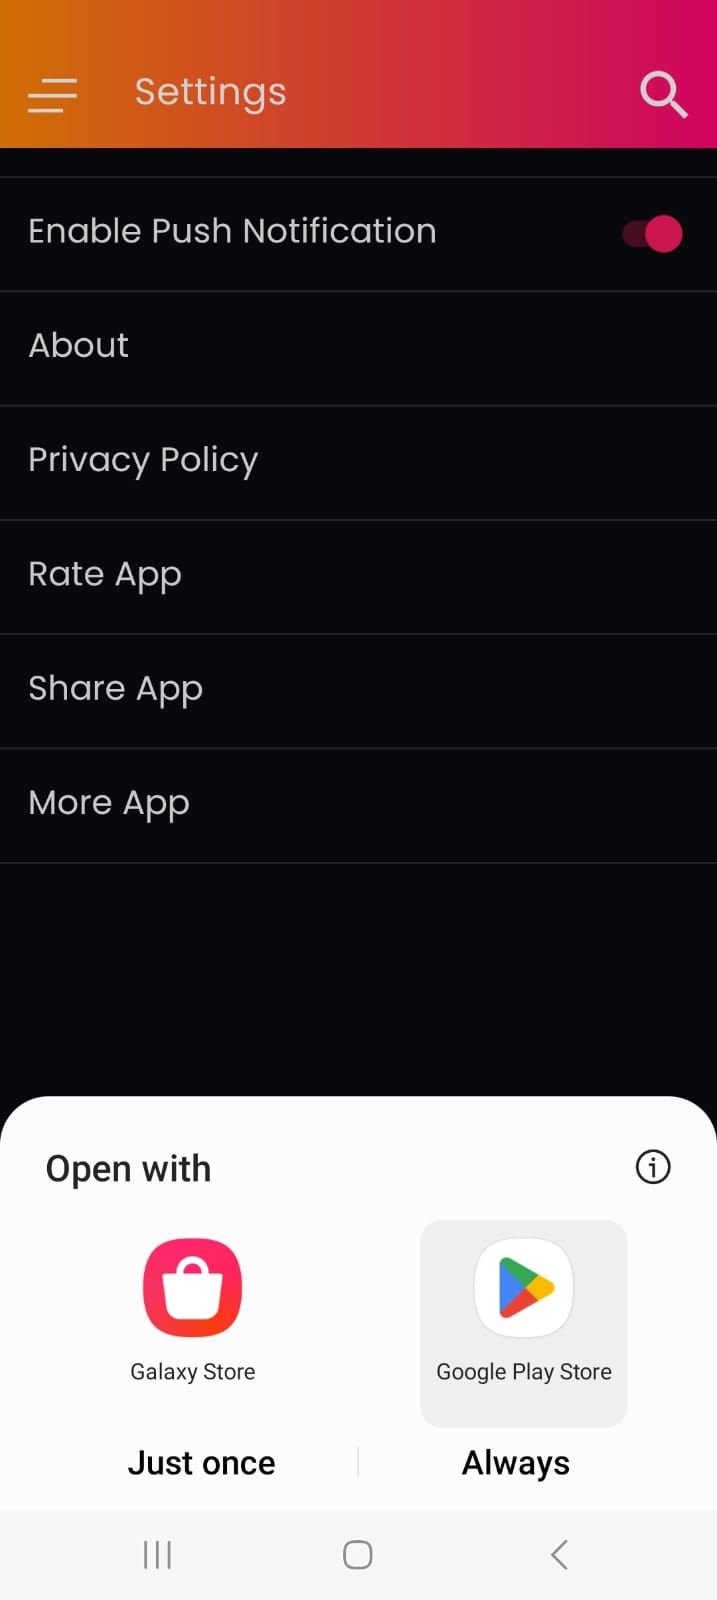 Settings
Enable Push Notification
About
Privacy Policy
Rate App
Share App
More App
Open with
Galaxy Store
Google Play Store
Just once
Always